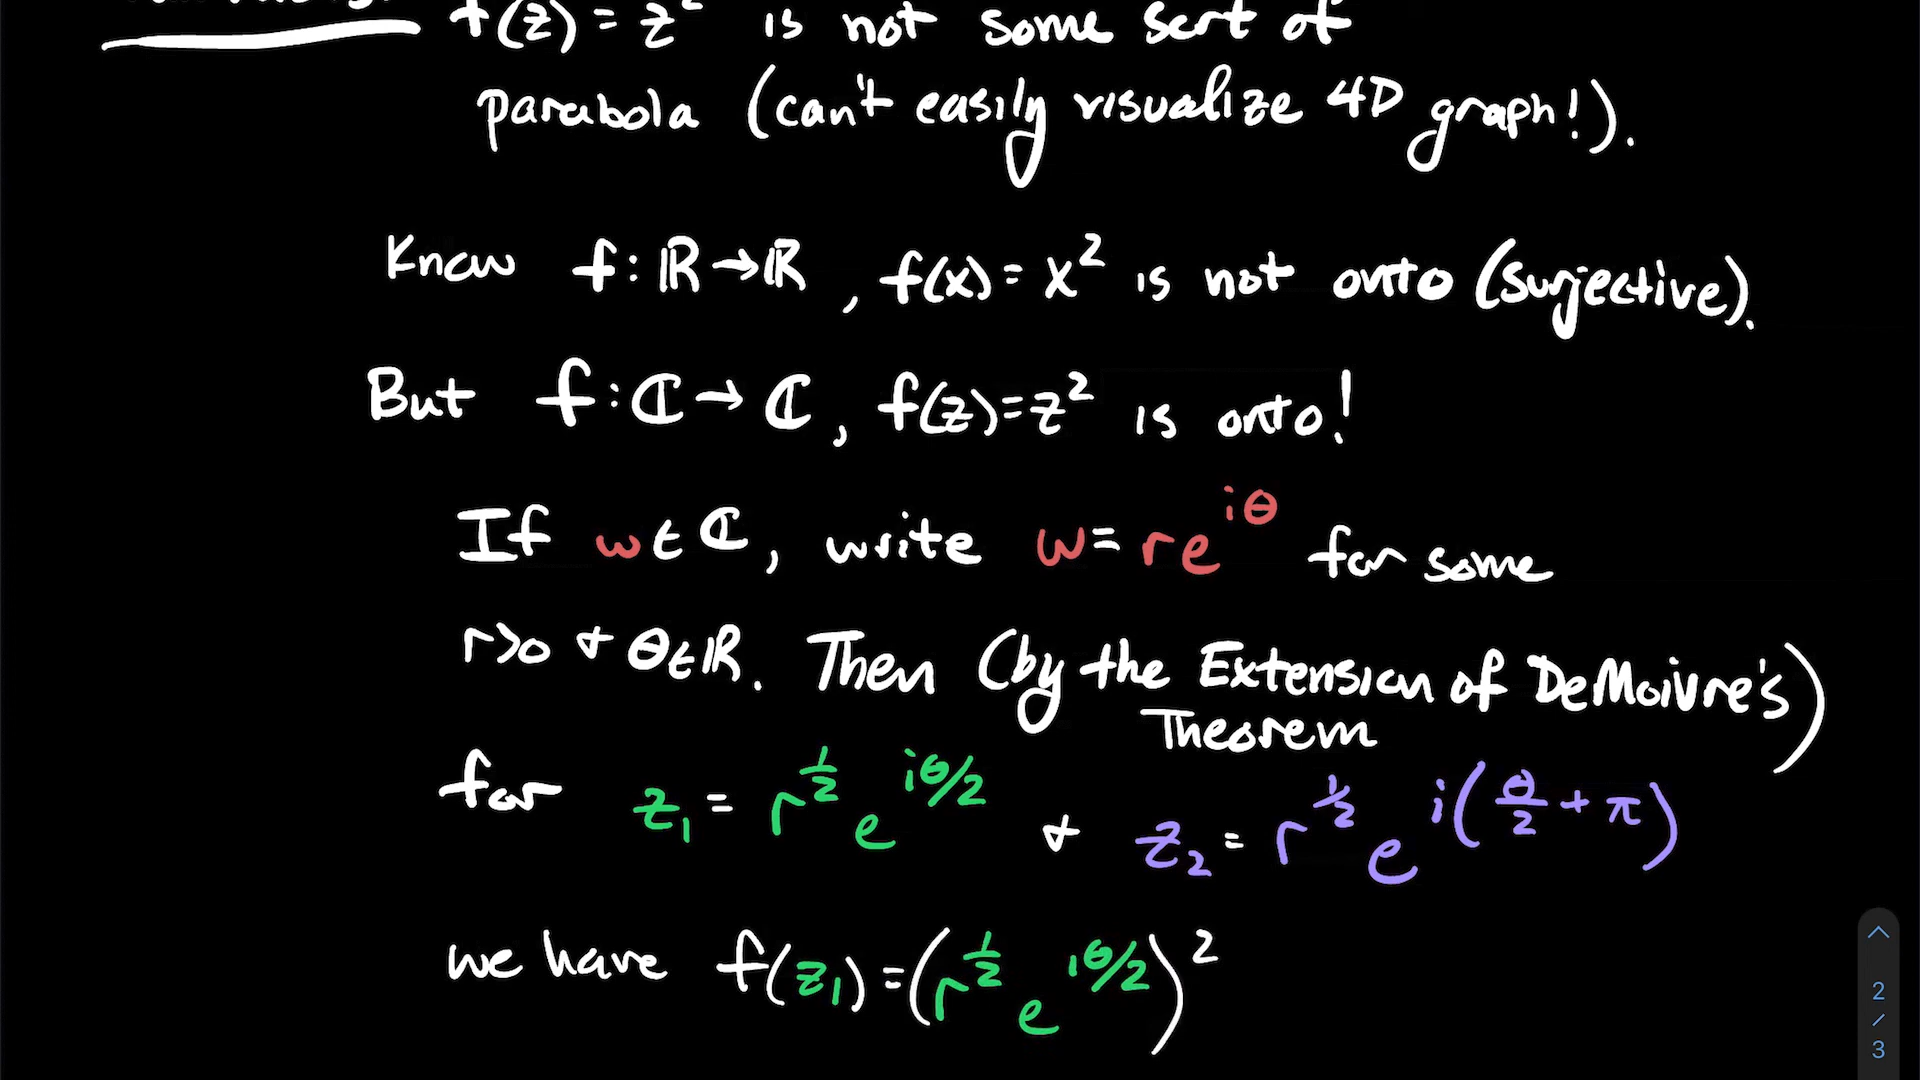 f(z) = z² is not some sort of
parabola (can't easily visualize 4D graph!).
Know f: ℝ→ℝ, f(x) = x² is not onto (surjective).
But f: ℂ→ℂ, f(z)=z² is onto!
If w∈ℂ, write w = re^{iθ} for some
r>0 + θ∈ℝ. Then (by the Extension of DeMoivre's
Theorem)
for z₁ = r^{1/2} e^{iθ/2} + z₂ = r^{1/2} e^{i(θ/2 + π)}
we have f(z₁) = (r^{1/2} e^{iθ/2})²
2
/
3